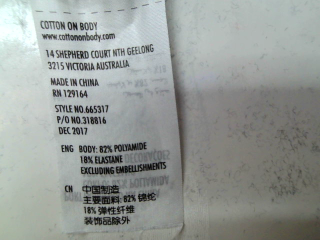 COTTON ON BODY
www.cottononbody.com
14 SHEPHERD COURT NTH GEELONG
3215 VICTORIA AUSTRALIA
MADE IN CHINA
RN 129164
STYLE NO.665317
P/O NO.318816
DEC 2017
ENG BODY: 82% POLYAMIDE
18% ELASTANE
EXCLUDING EMBELLISHMENTS
CN 中国制造
主要面料: 82% 锦纶
18% 弹性纤维
装饰品除外